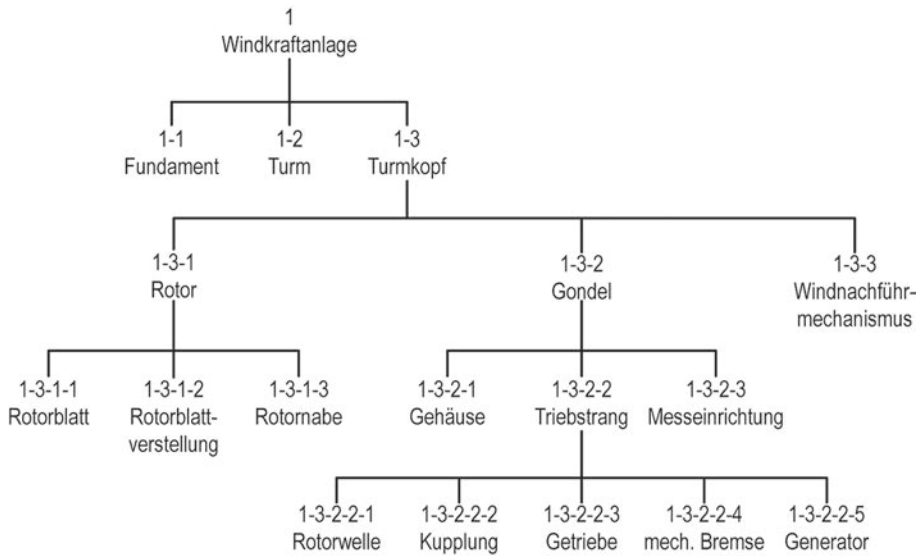 1
Windkraftanlage
1-1
Fundament
1-2
Turm
1-3
Turmkopf
1-3-1
Rotor
1-3-2
Gondel
1-3-3
Windnachführ-
mechanismus
1-3-1-1
Rotorblatt
1-3-1-2
Rotorblatt-
verstellung
1-3-1-3
Rotornabe
1-3-2-1
Gehäuse
1-3-2-2
Triebstrang
1-3-2-3
Messeinrichtung
1-3-2-2-1
Rotorwelle
1-3-2-2-2
Kupplung
1-3-2-2-3
Getriebe
1-3-2-2-4
mech. Bremse
1-3-2-2-5
Generator